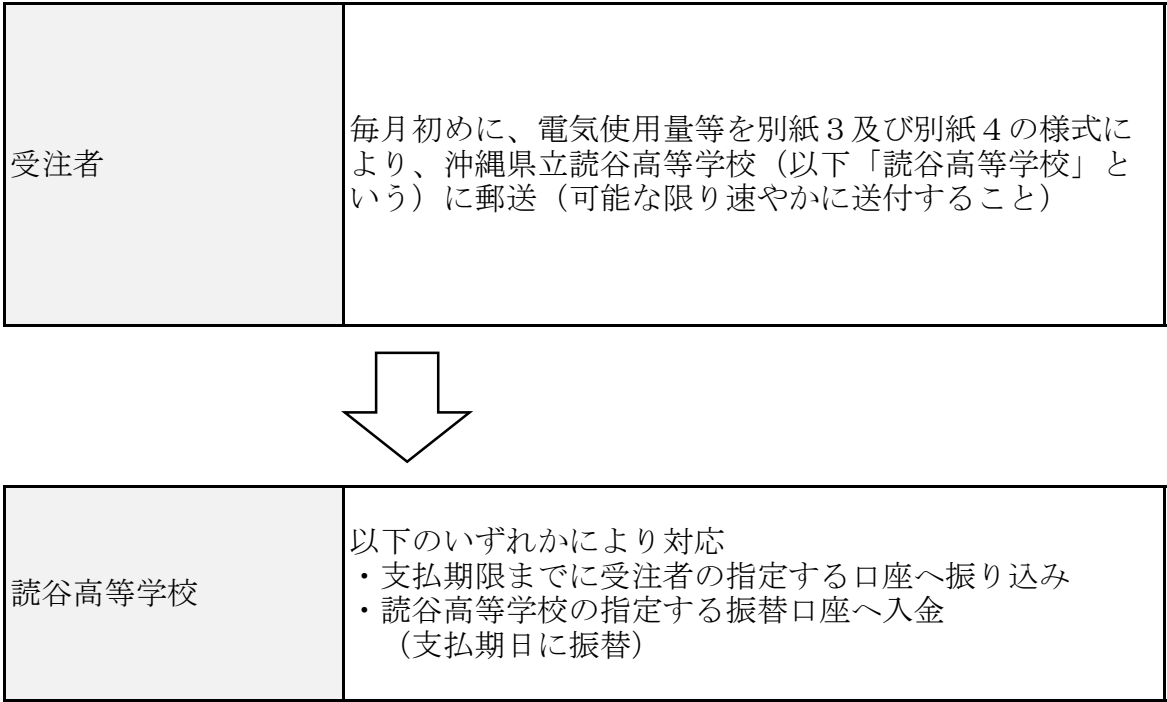 受注者
毎月初めに、電気使用量等を別紙３及び別紙４の様式に
より、沖縄県立読谷高等学校（以下「読谷高等学校」と
いう）に郵送（可能な限り速やかに送付すること）
読谷高等学校
以下のいずれかにより対応
・支払期限までに受注者の指定する口座へ振り込み
・読谷高等学校の指定する振替口座へ入金
（支払期日に振替）